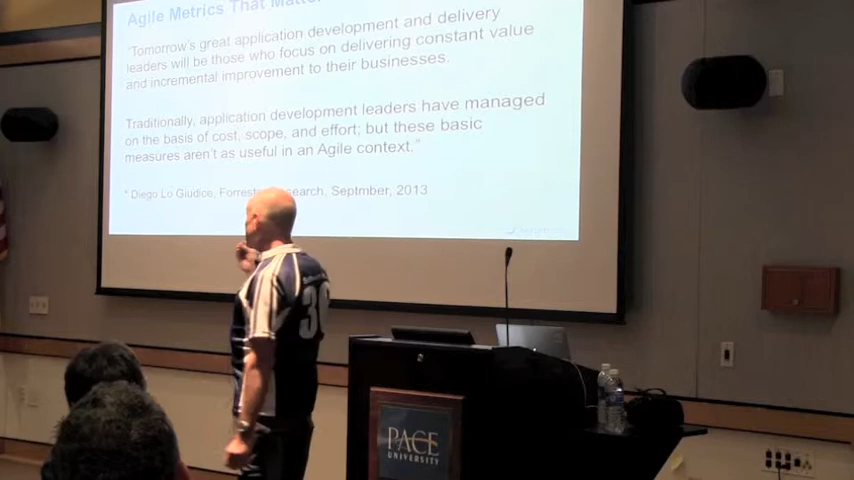 Agile Metrics That Matter
"Tomorrow's great application development and delivery
leaders will be those who focus on delivering constant value
and incremental improvement to their businesses.
Traditionally, application development leaders have managed
on the basis of cost, scope, and effort; but these basic
measures aren't as useful in an Agile context."
* Diego Lo Giudice, Forrester Research, Septmber, 2013
30
PACE
UNIVERSITY